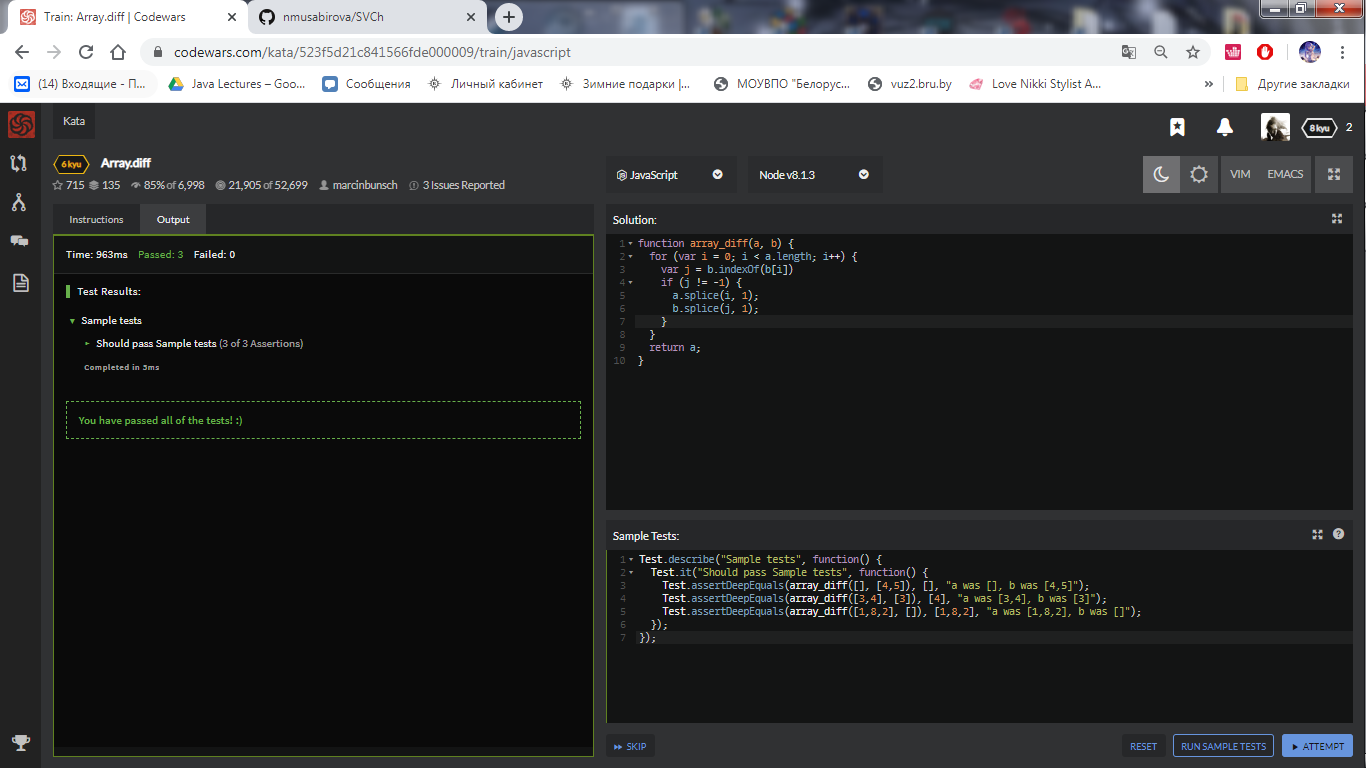 Train: Array.diff | Codewars
nmusabirova/SVCh
codewars.com/kata/523f5d21c841566fde000009/train/javascript
(14) Входящие - П...
Java Lectures – Goo...
Сообщения
Личный кабинет
Зимние подарки |...
МОУВПО "Белорус...
vuz2.bru.by
Love Nikki Stylist A...
Другие закладки
Kata
8 kyu 2
6 kyu Array.diff
715 135 85% of 6,998 21,905 of 52,699 marcinbunsch 3 Issues Reported
JavaScript
Node v8.1.3
VIM
EMACS
Instructions
Output
Time: 963ms Passed: 3 Failed: 0
Test Results:
Sample tests
Should pass Sample tests (3 of 3 Assertions)
Completed in 3ms
You have passed all of the tests! :)
Solution:
1 function array_diff(a, b) {
2 for (var i = 0; i < a.length; i++) {
3 var j = b.indexOf(b[i])
4 if (j != -1) {
5 a.splice(i, 1);
6 b.splice(j, 1);
7 }
8 }
9 return a;
10 }
Sample Tests:
1 Test.describe("Sample tests", function() {
2 Test.it("Should pass Sample tests", function() {
3 Test.assertDeepEquals(array_diff([], [4,5]), [], "a was [], b was [4,5]");
4 Test.assertDeepEquals(array_diff([3,4], [3]), [4], "a was [3,4], b was [3]");
5 Test.assertDeepEquals(array_diff([1,8,2], []), [1,8,2], "a was [1,8,2], b was []");
6 });
7 });
SKIP
RESET
RUN SAMPLE TESTS
ATTEMPT